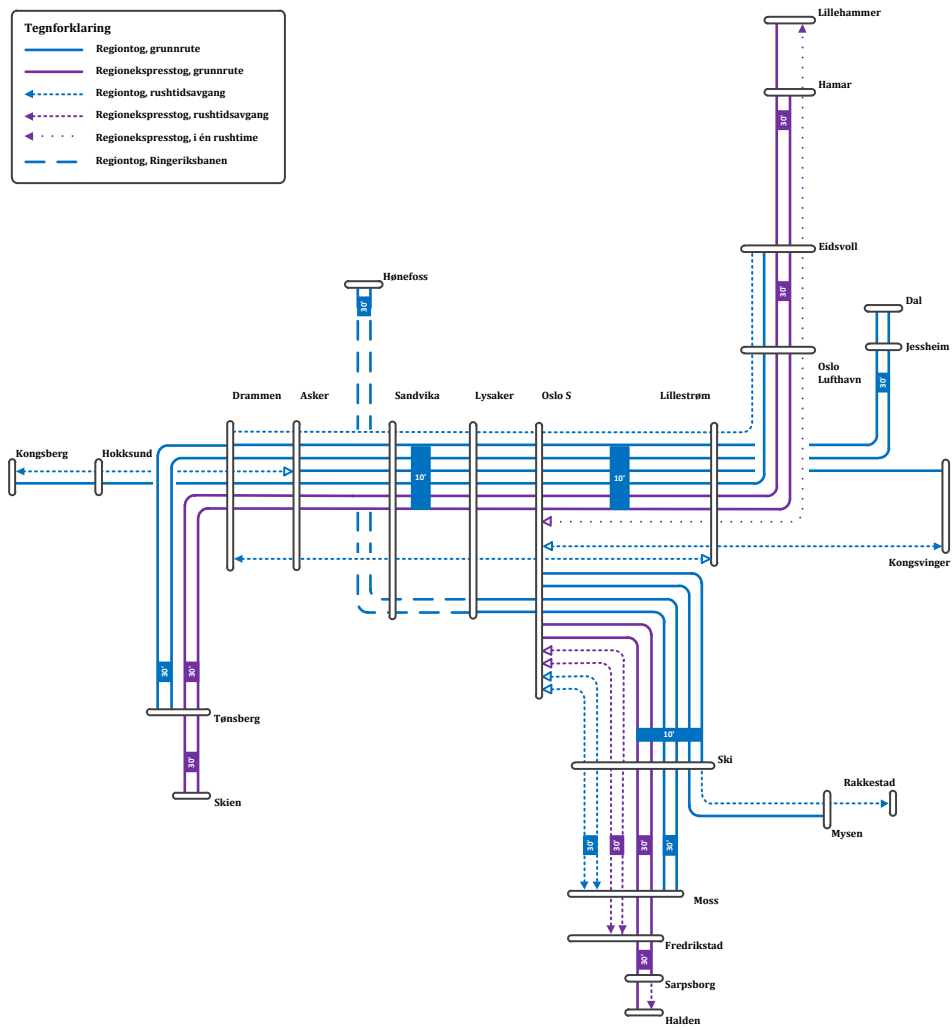 Tegnforklaring
Regiontog, grunnrute
Regionekspresstog, grunnrute
Regiontog, rushtidsavgang
Regionekspresstog, rushtidsavgang
Regionekspresstog, i én rushtime
Regiontog, Ringeriksbanen
Lillehammer
Hamar
30'
Eidsvoll
Hønefoss
30'
30'
Dal
Jessheim
Oslo
Lufthavn
30'
Drammen
Asker
Sandvika
Lysaker
Oslo S
Lillestrøm
Kongsberg
Hokksund
10'
10'
Kongsvinger
30'
30'
Tønsberg
10'
Ski
30'
Skien
Rakkestad
Mysen
30'
30'
30'
30'
Moss
Fredrikstad
30'
Sarpsborg
Halden